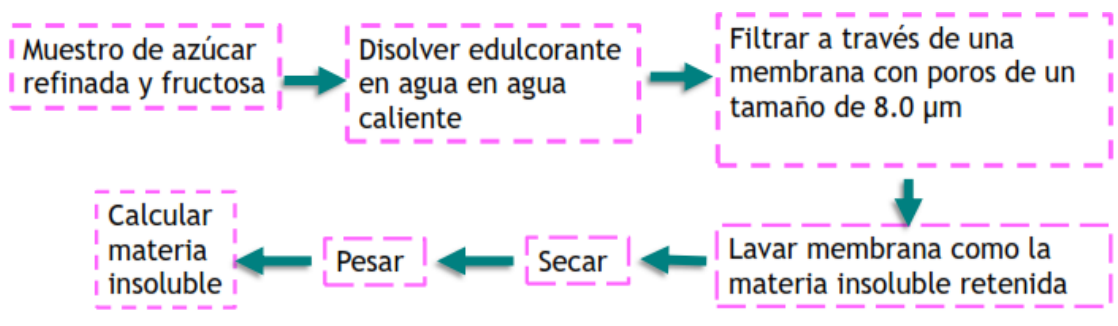 Muestro de azúcar
refinada y fructosa
Disolver edulcorante
en agua en agua
caliente
Filtrar a través de una
membrana con poros de un
tamaño de 8.0 µm
Lavar membrana como la
materia insoluble retenida
Secar
Pesar
Calcular
materia
insoluble